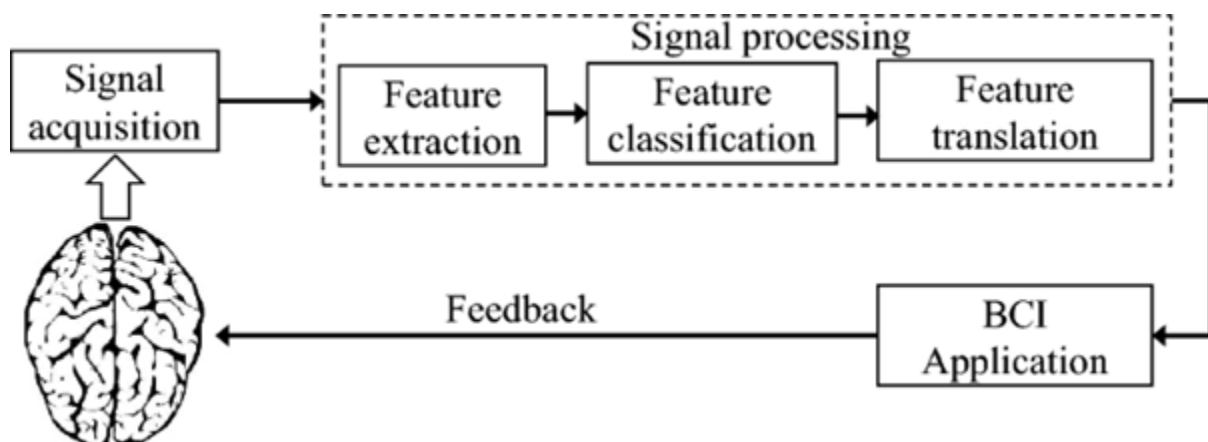 Signal processing
Signal
acquisition
Feature
extraction
Feature
classification
Feature
translation
Feedback
BCI
Application